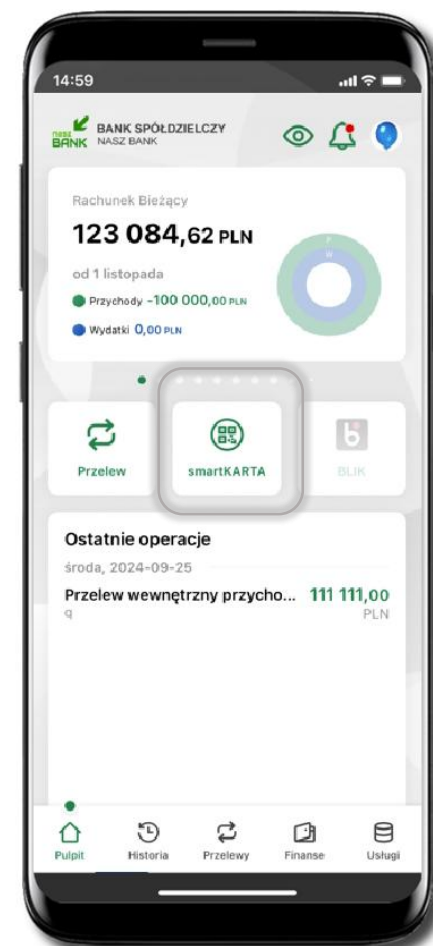 14:59
nasz BANK
BANK SPÓŁDZIELCZY
NASZ BANK
Rachunek Bieżący
123 084,62 PLN
od 1 listopada
Przychody -100 000,00 PLN
Wydatki 0,00 PLN
P
W
Przelew
smartKARTA
BLIK
Ostatnie operacje
środa, 2024-09-25
Przelew wewnętrzny przycho... 111 111,00
q PLN
Pulpit Historia Przelewy Finanse Usługi